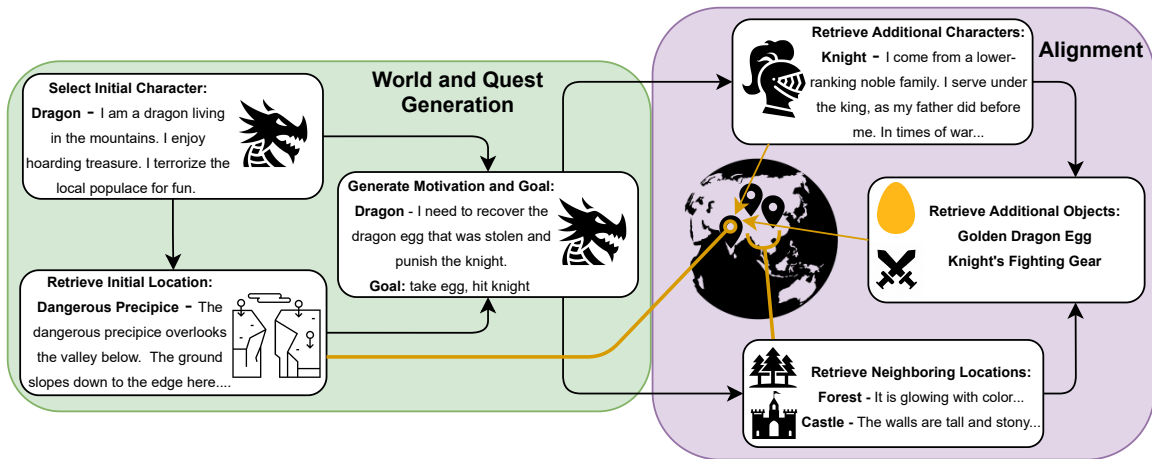 World and Quest
Generation
Select Initial Character:
Dragon - I am a dragon living
in the mountains. I enjoy
hoarding treasure. I terrorize the
local populace for fun.
Retrieve Initial Location:
Dangerous Precipice - The
dangerous precipice overlooks
the valley below. The ground
slopes down to the edge here....
Generate Motivation and Goal:
Dragon - I need to recover the
dragon egg that was stolen and
punish the knight.
Goal: take egg, hit knight
Alignment
Retrieve Additional Characters:
Knight - I come from a lower-
ranking noble family. I serve under
the king, as my father did before
me. In times of war...
Retrieve Additional Objects:
Golden Dragon Egg
Knight's Fighting Gear
Retrieve Neighboring Locations:
Forest - It is glowing with color...
Castle - The walls are tall and stony...